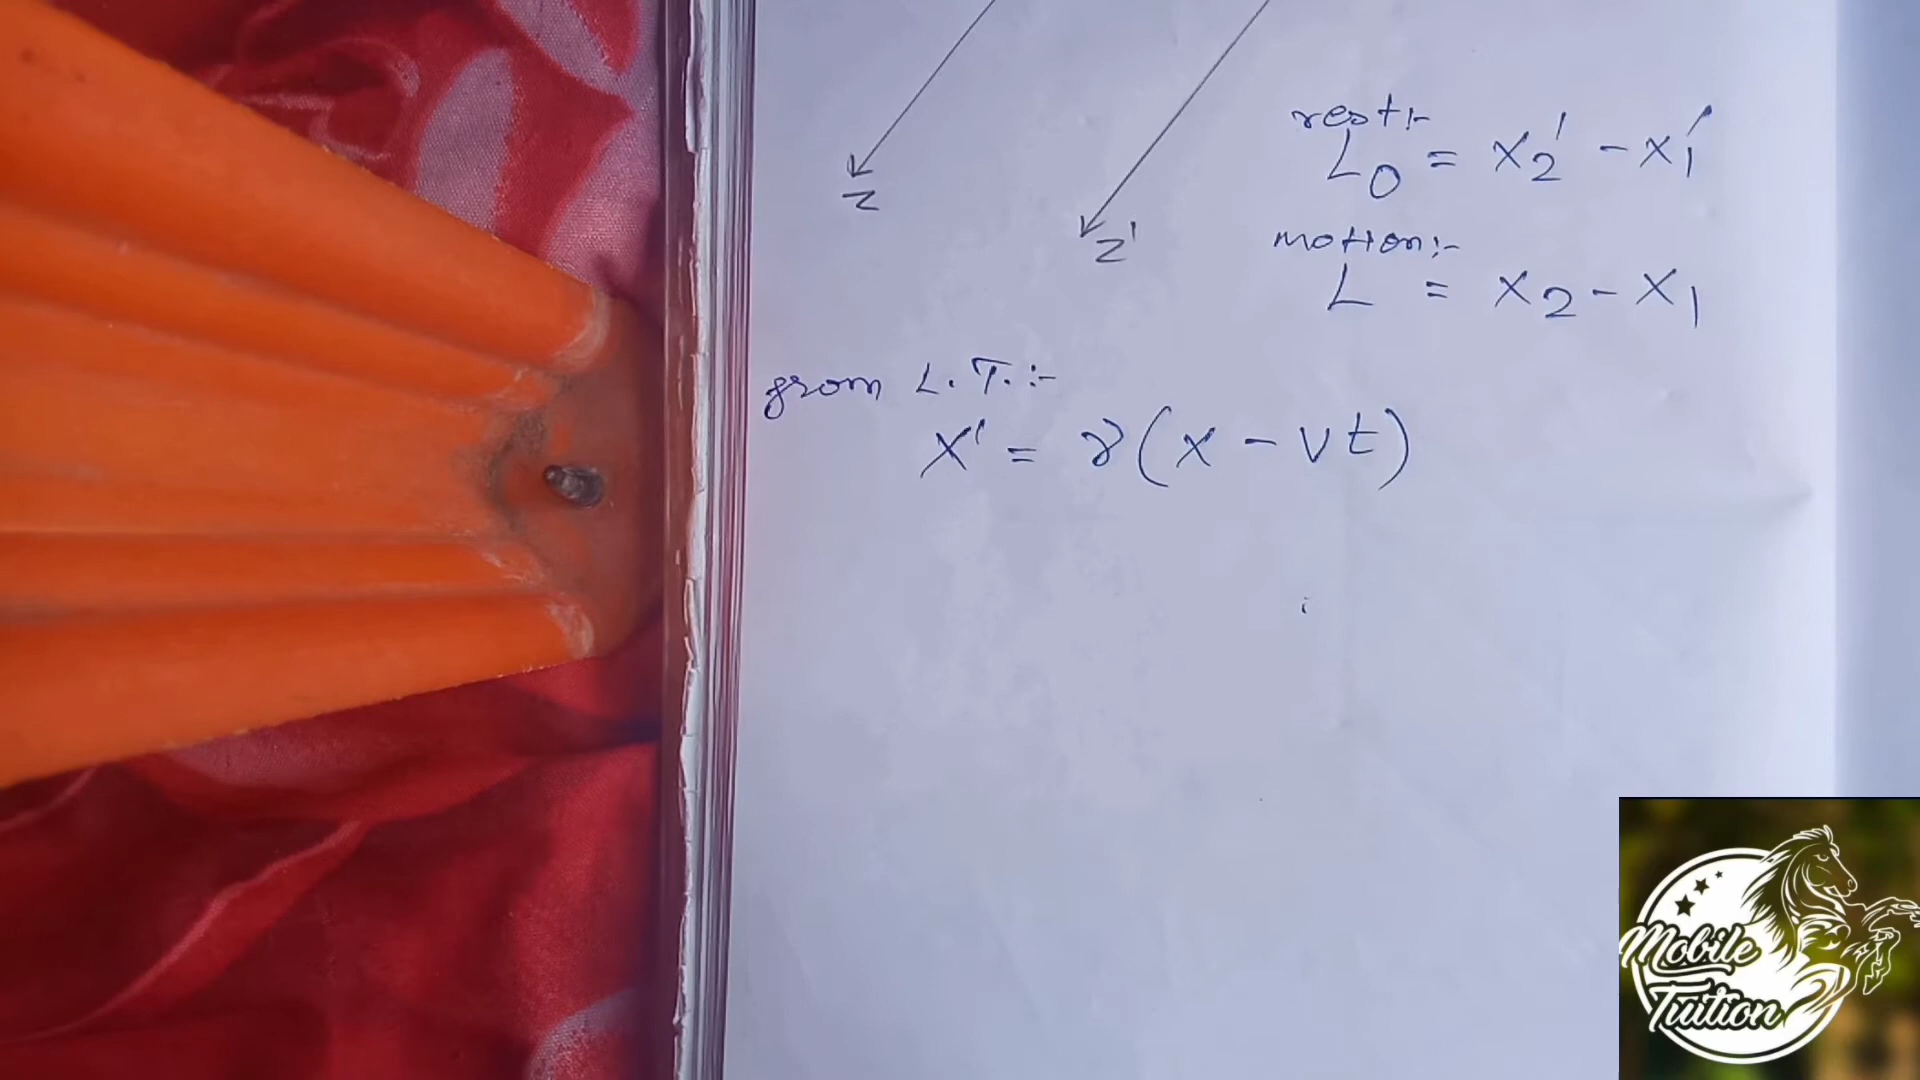 z
z'
rest:-
L₀ = x₂' - x₁'
motion:-
L = x₂ - x₁
from L.T.:-
x' = γ(x - vt)
Mobile
Tuition